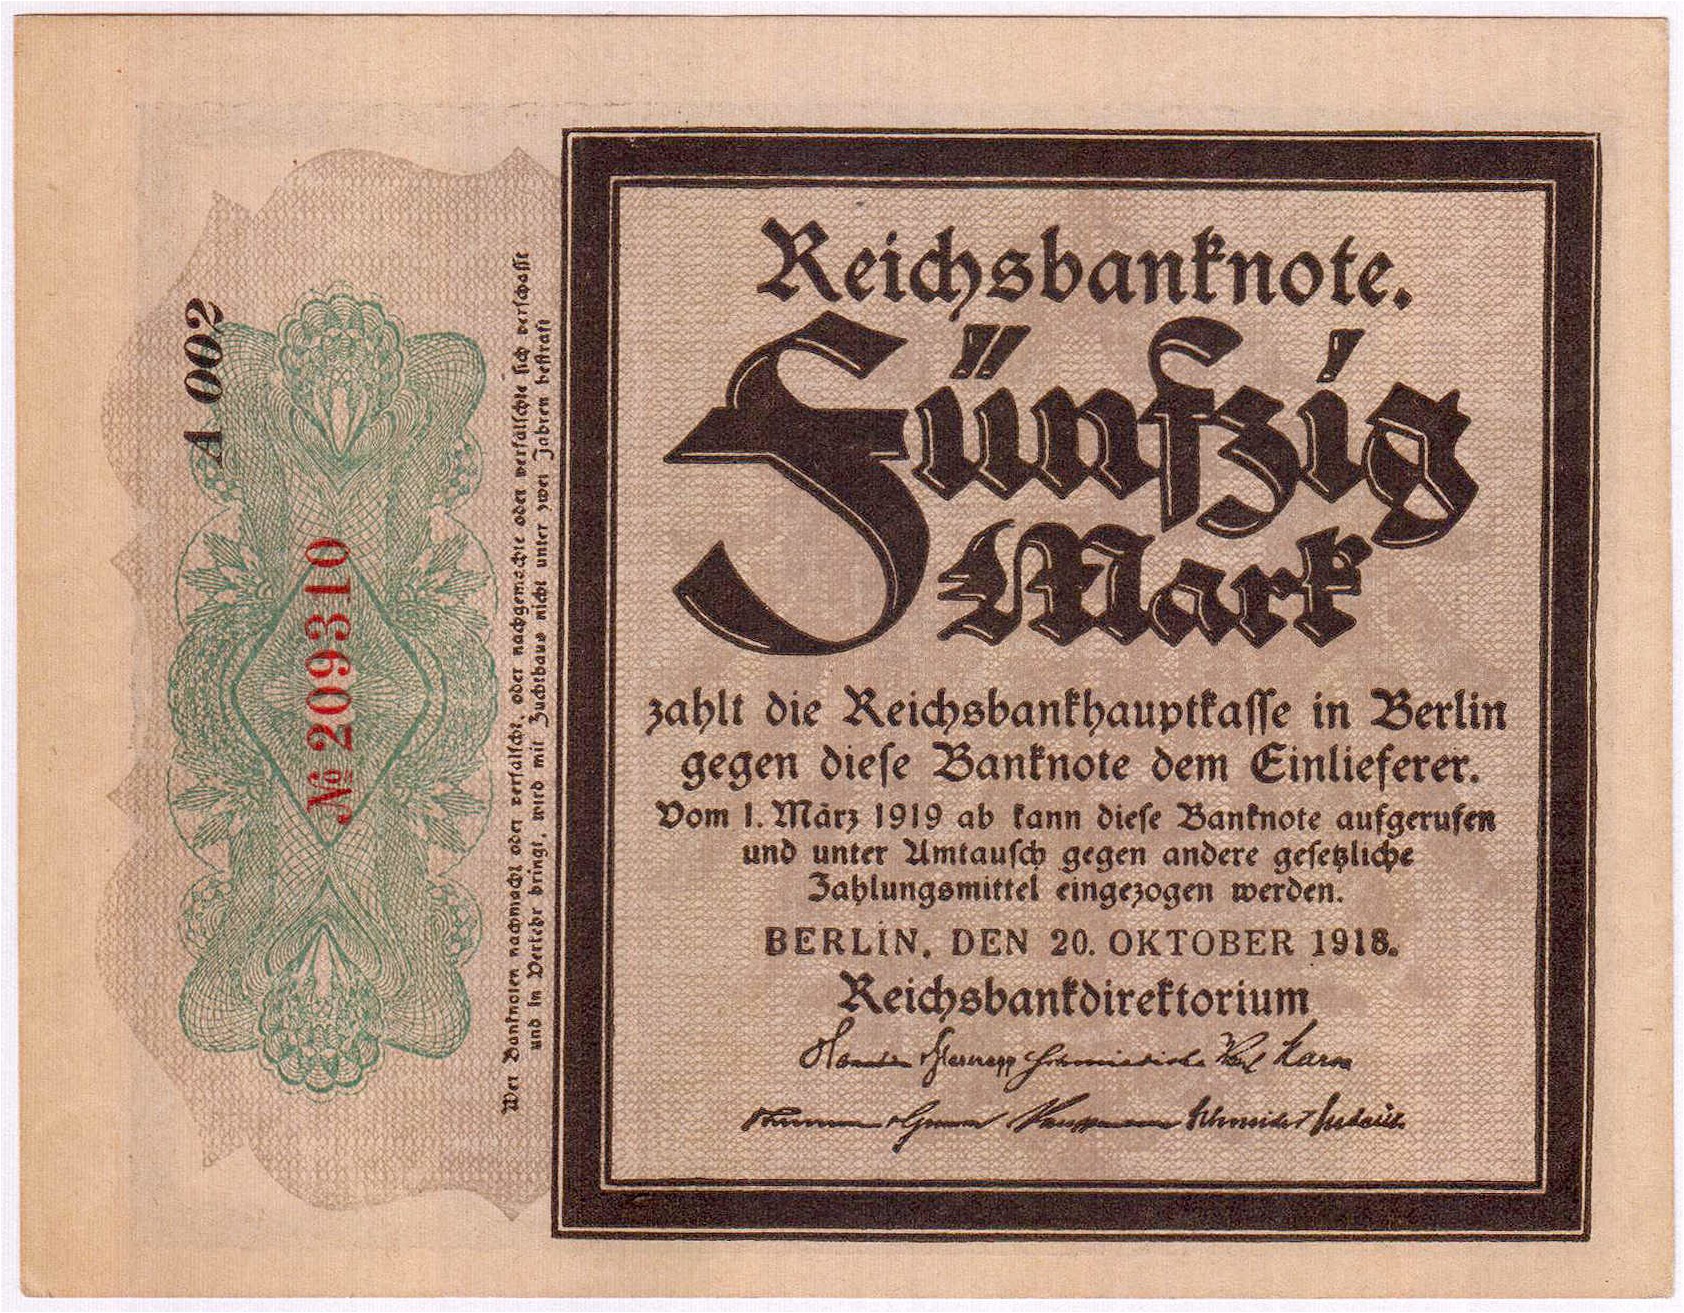 A 002
№ 209310
Wer Banknoten nachmacht oder verfälscht, oder nachgemachte oder verfälschte sich verschafft
und in Verkehr bringt, wird mit Zuchthaus nicht unter zwei Jahren bestraft
Reichsbanknote.
Fünfzig
Mark
zahlt die Reichsbankhauptkasse in Berlin
gegen diese Banknote dem Einlieferer.
Vom 1. März 1919 ab kann diese Banknote aufgerufen
und unter Umtausch gegen andere gesetzliche
Zahlungsmittel eingezogen werden.
BERLIN, DEN 20. OKTOBER 1918.
Reichsbankdirektorium
Schneider